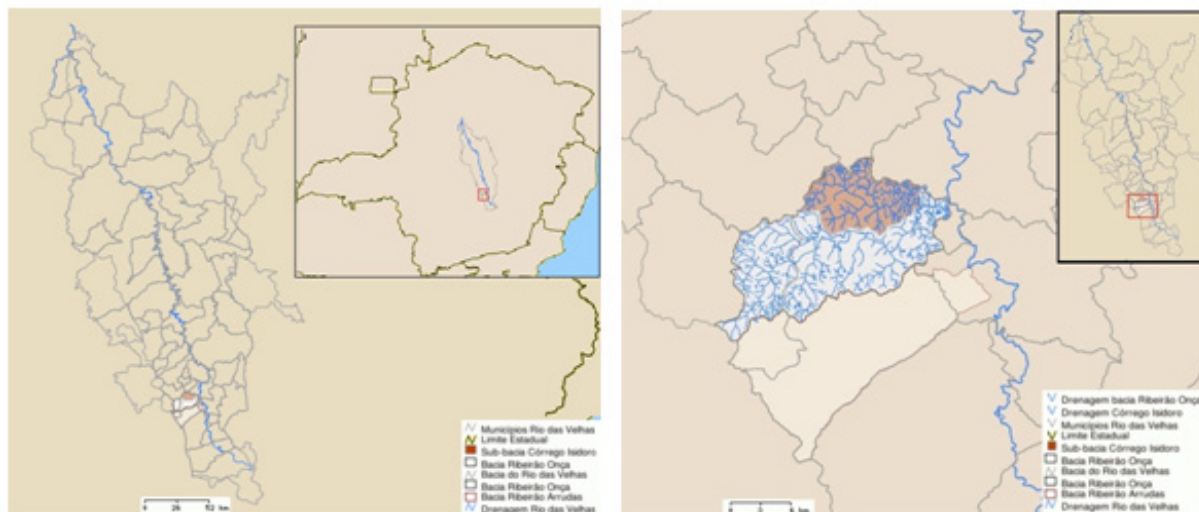 Municípios Rio das Velhas
Limite Estadual
Sub-bacia Córrego Isidoro
Bacia Ribeirão Onça
Bacia do Rio das Velhas
Bacia Ribeirão Onça
Bacia Ribeirão Arrudas
Drenagem Rio das Velhas
km
Drenagem bacia Ribeirão Onça
Drenagem Córrego Isidoro
Municípios Rio das Velhas
Limite Estadual
Sub-bacia Córrego Isidoro
Bacia Ribeirão Onça
Bacia do Rio das Velhas
Bacia Ribeirão Onça
Bacia Ribeirão Arrudas
Drenagem Rio das Velhas
km